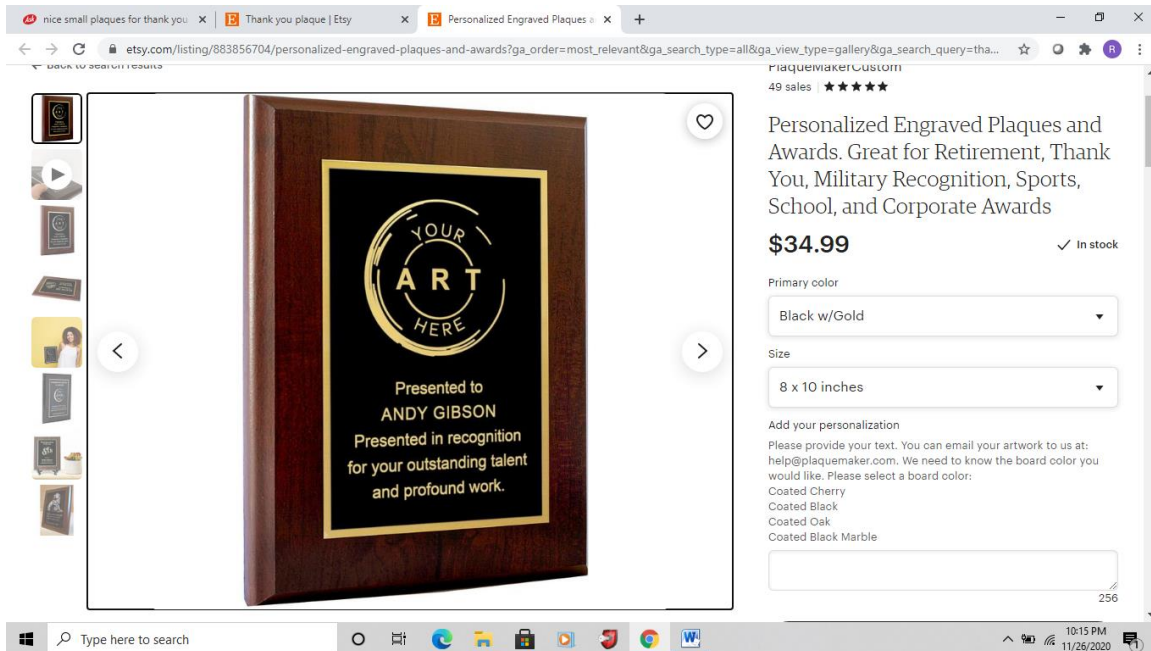 nice small plaques for thank you
Thank you plaque | Etsy
Personalized Engraved Plaques a
etsy.com/listing/883856704/personalized-engraved-plaques-and-awards?ga_order=most_relevant&ga_search_type=all&ga_view_type=gallery&ga_search_query=tha...
R
Back to search results
PlaqueMakerCustom
49 sales
Personalized Engraved Plaques and
Awards. Great for Retirement, Thank
You, Military Recognition, Sports,
School, and Corporate Awards
$34.99
In stock
Primary color
Black w/Gold
Size
8 x 10 inches
Add your personalization
Please provide your text. You can email your artwork to us at:
help@plaquemaker.com. We need to know the board color you
would like. Please select a board color:
Coated Cherry
Coated Black
Coated Oak
Coated Black Marble
256
YOUR
ART
HERE
Presented to
ANDY GIBSON
Presented in recognition
for your outstanding talent
and profound work.
Type here to search
W
10:15 PM
11/26/2020
1